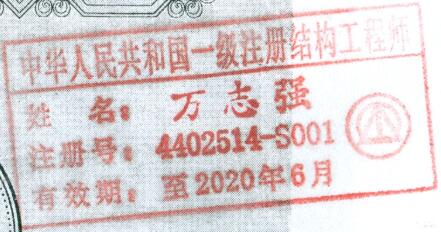 中华人民共和国一级注册结构工程师
姓 名：万志强
注册号：4402514-S001
有效期：至2020年6月